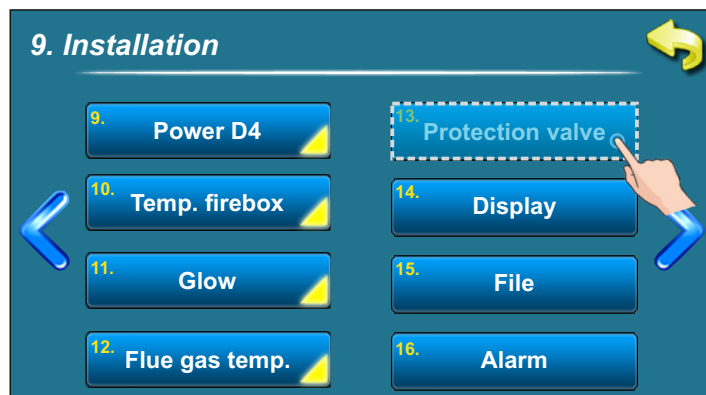 9. Installation
9. Power D4
10. Temp. firebox
11. Glow
12. Flue gas temp.
13. Protection valve
14. Display
15. File
16. Alarm